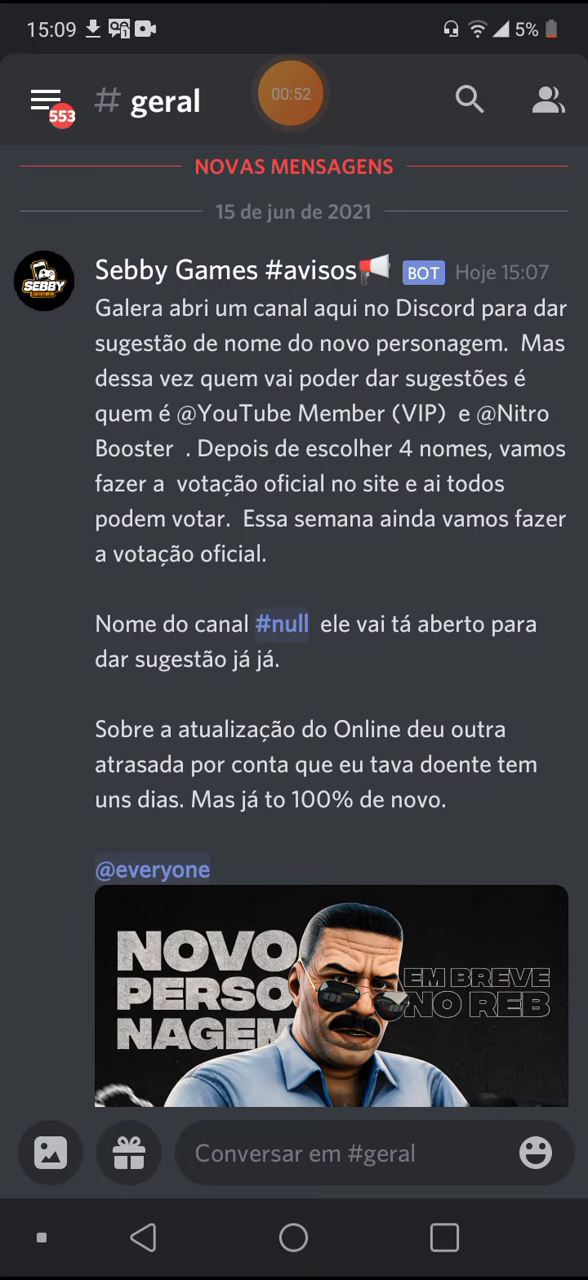 15:09
5%
553
# geral
00:52
NOVAS MENSAGENS
15 de jun de 2021
SEBBY
Sebby Games #avisos BOT Hoje 15:07
Galera abri um canal aqui no Discord para dar
sugestão de nome do novo personagem.  Mas
dessa vez quem vai poder dar sugestões é
quem é @YouTube Member (VIP)  e @Nitro
Booster  . Depois de escolher 4 nomes, vamos
fazer a  votação oficial no site e ai todos
podem votar.  Essa semana ainda vamos fazer
a votação oficial.
Nome do canal #null  ele vai tá aberto para
dar sugestão já já.
Sobre a atualização do Online deu outra
atrasada por conta que eu tava doente tem
uns dias. Mas já to 100% de novo.
@everyone
NOVO
PERSO
NAGEM
EM BREVE
NO REB
Conversar em #geral